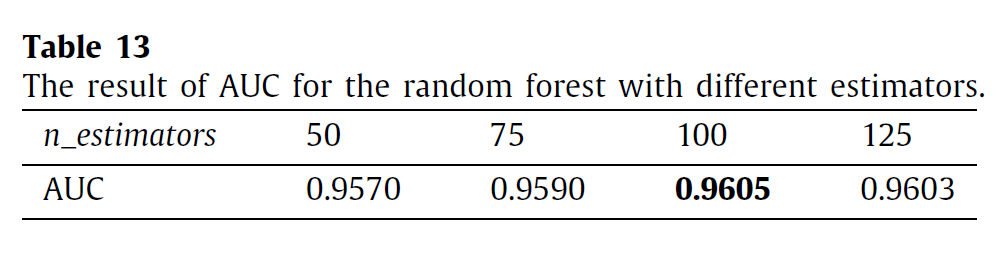 Table 13
The result of AUC for the random forest with different estimators.
n_estimators 50 75 100 125
AUC 0.9570 0.9590 0.9605 0.9603